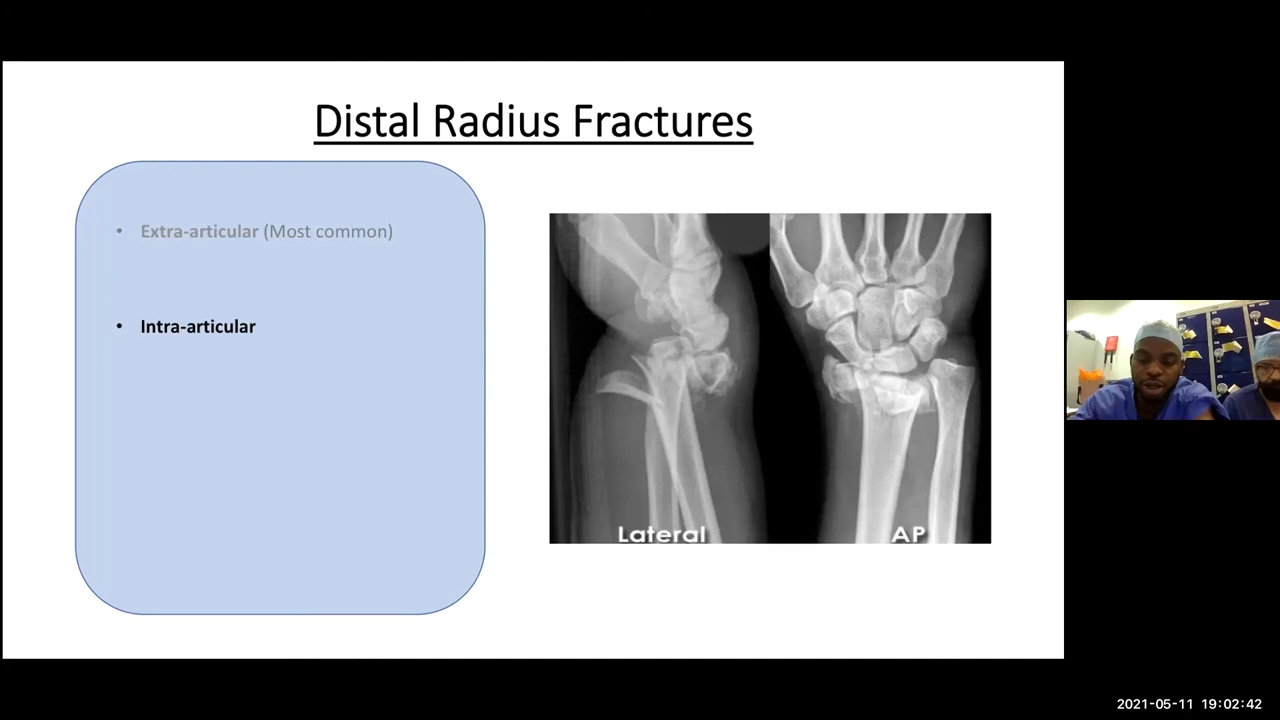 Distal Radius Fractures
• Extra-articular (Most common)
• Intra-articular
Lateral
AP
2021-05-11 19:02:42